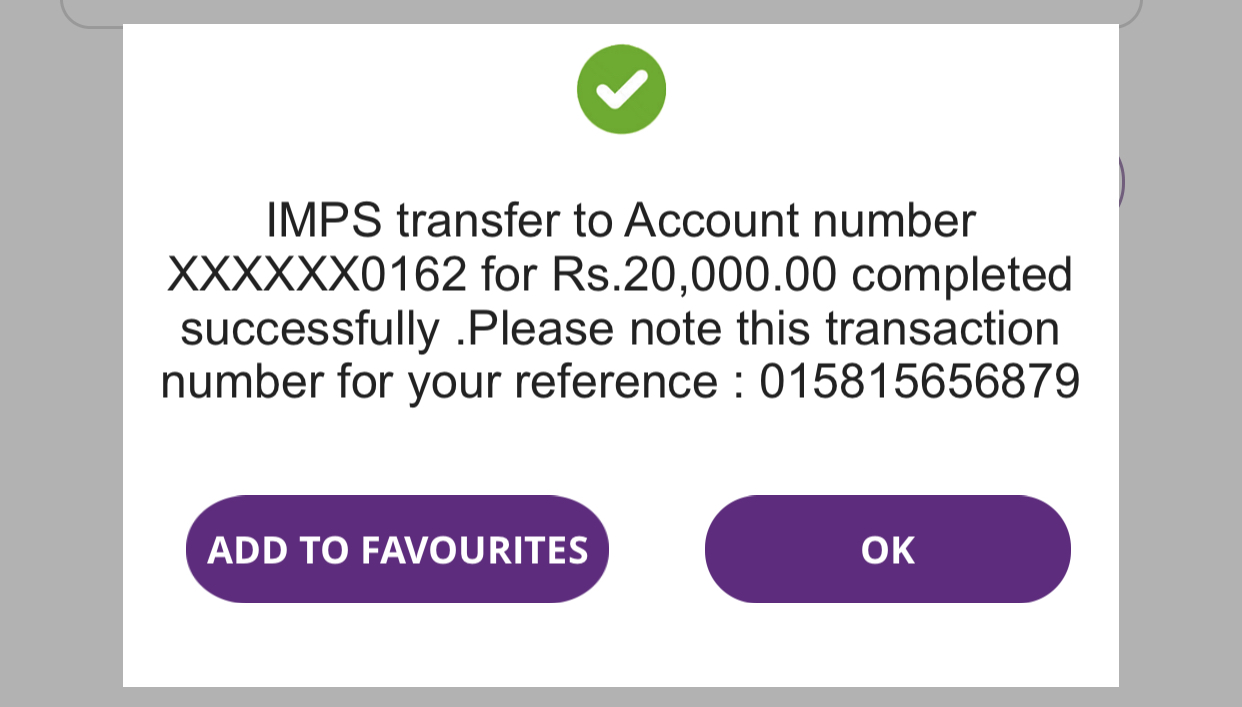 IMPS transfer to Account number
XXXXXX0162 for Rs.20,000.00 completed
successfully .Please note this transaction
number for your reference : 015815656879
ADD TO FAVOURITES
OK